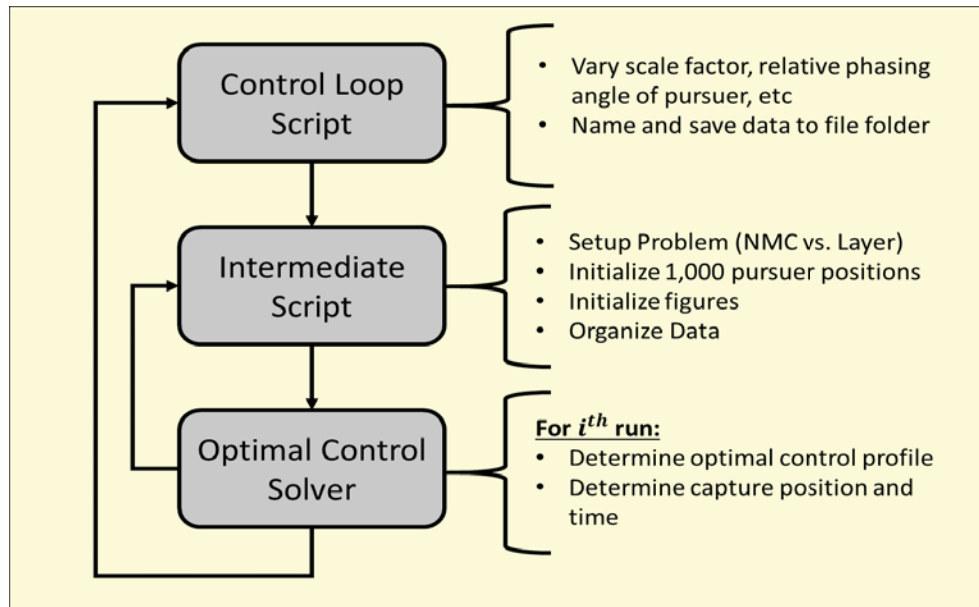 Control Loop
Script
• Vary scale factor, relative phasing
angle of pursuer, etc
• Name and save data to file folder
Intermediate
Script
• Setup Problem (NMC vs. Layer)
• Initialize 1,000 pursuer positions
• Initialize figures
• Organize Data
Optimal Control
Solver
For i^th run:
• Determine optimal control profile
• Determine capture position and
time